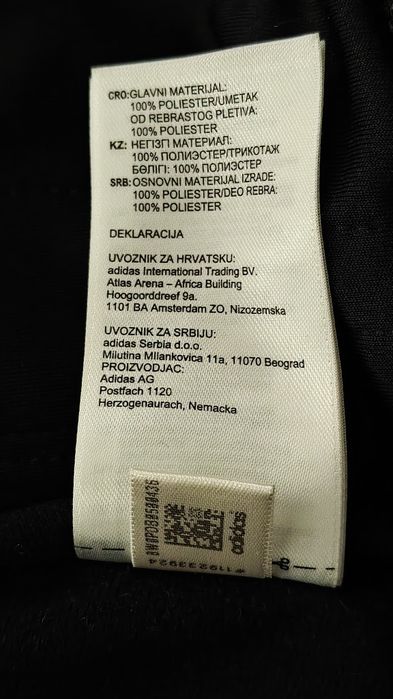 CRO: GLAVNI MATERIJAL:
100% POLIESTER/UMETAK
OD REBRASTOG PLETIVA:
100% POLIESTER
KZ: НЕГІЗГІ МАТЕРИАЛ:
100% ПОЛИЭСТЕР/ТРИКОТАЖ
БӨЛІГІ: 100% ПОЛИЭСТЕР
SRB: OSNOVNI MATERIJAL IZRADE:
100% POLIESTER/DEO REBRA:
100% POLIESTER
DEKLARACIJA
UVOZNIK ZA HRVATSKU:
adidas International Trading BV.
Atlas Arena – Africa Building
Hoogoorddreef 9a.
1101 BA Amsterdam ZO, Nizozemska
UVOZNIK ZA SRBIJU:
adidas Serbia d.o.o.
Milutina Milankovica 11a, 11070 Beograd
PROIZVODJAC:
Adidas AG
Postfach 1120
Herzogenaurach, Nemacka
adidas